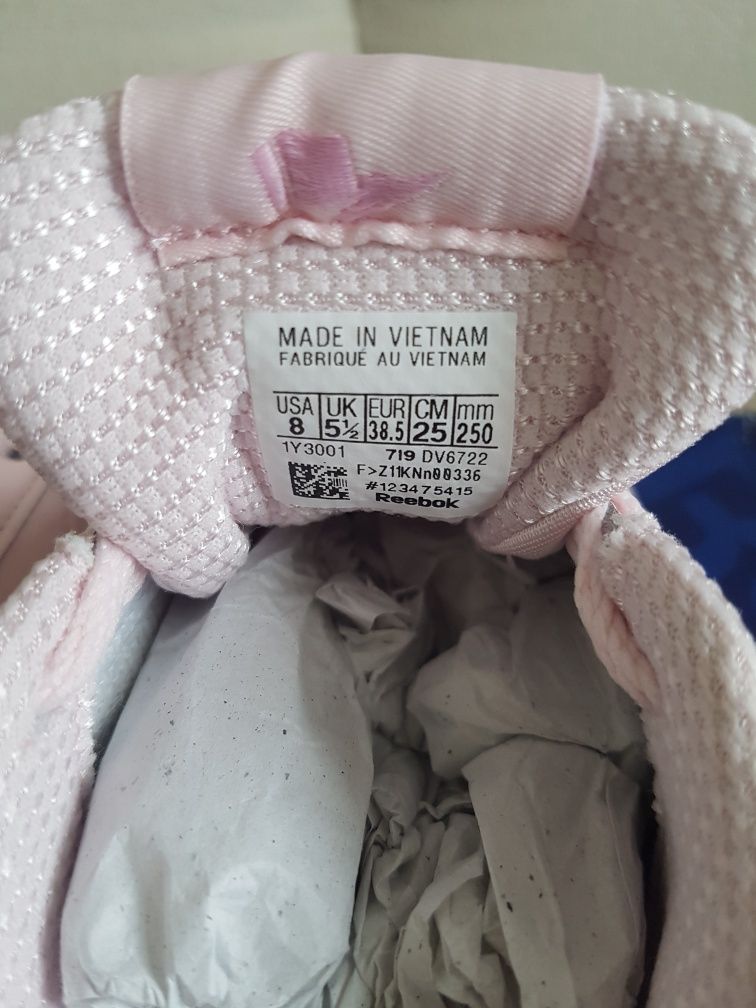 MADE IN VIETNAM
FABRIQUÉ AU VIETNAM
USA UK EUR CM mm
8 5½ 38.5 25 250
1Y3001 719 DV6722
F>Z11KNn00336
#123475415
Reebok